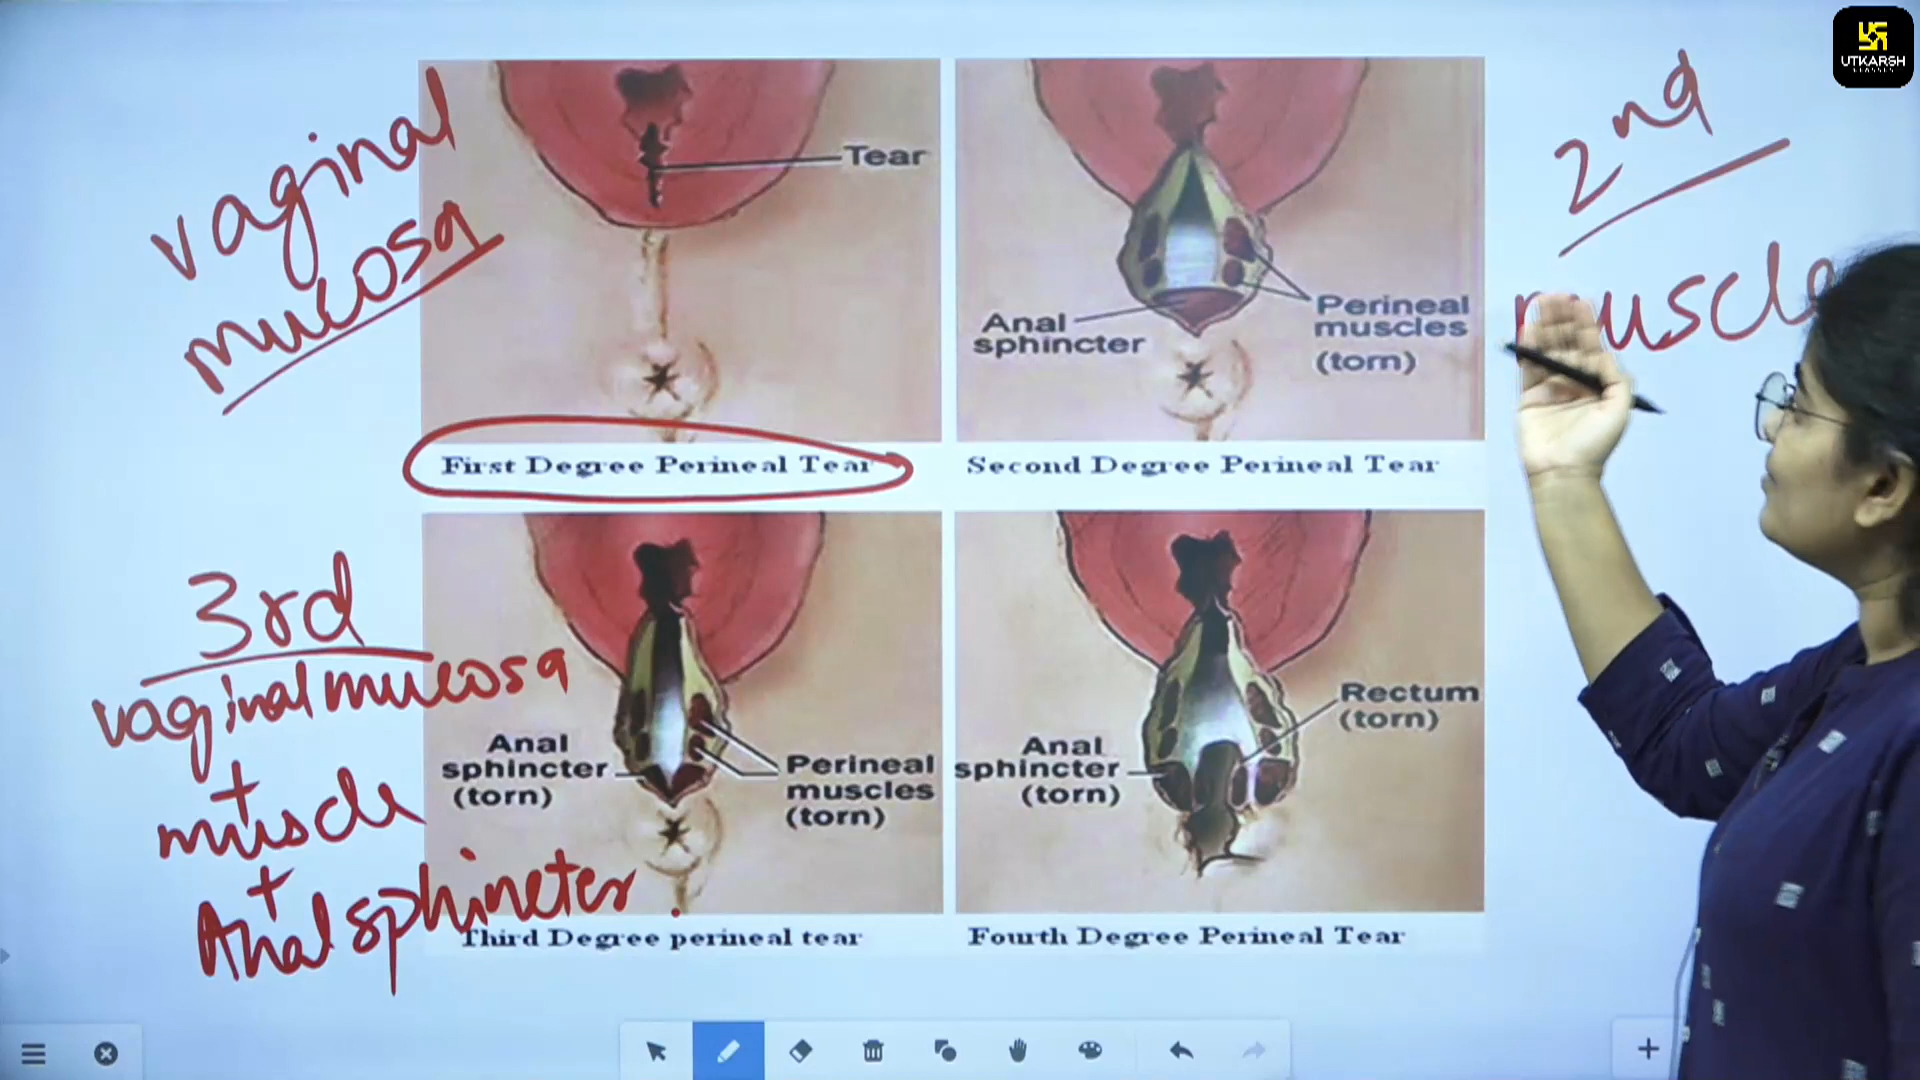 UTKARSH
CLASSES
vaginal
mucosa
Tear
First Degree Perineal Tear
2nd
muscle
Anal
sphincter
Perineal
muscles
(torn)
Second Degree Perineal Tear
3rd
vaginal mucosa
+
muscle
+
Anal sphincter
Anal
sphincter
(torn)
Perineal
muscles
(torn)
Third Degree perineal tear
Rectum
(torn)
Anal
sphincter
(torn)
Fourth Degree Perineal Tear